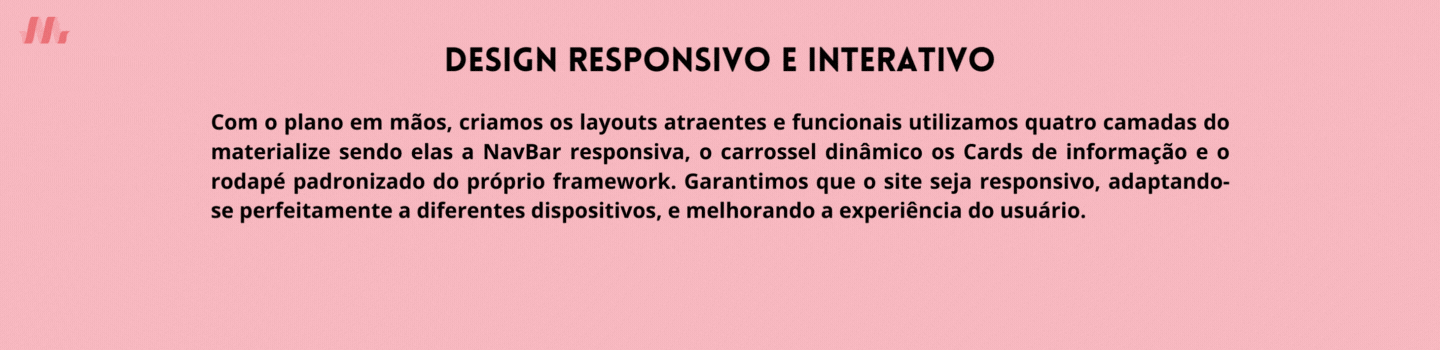 DESIGN RESPONSIVO E INTERATIVO
Com o plano em mãos, criamos os layouts atraentes e funcionais utilizamos quatro camadas do
materialize sendo elas a NavBar responsiva, o carrossel dinâmico os Cards de informação e o
rodapé padronizado do próprio framework. Garantimos que o site seja responsivo, adaptando-
se perfeitamente a diferentes dispositivos, e melhorando a experiência do usuário.